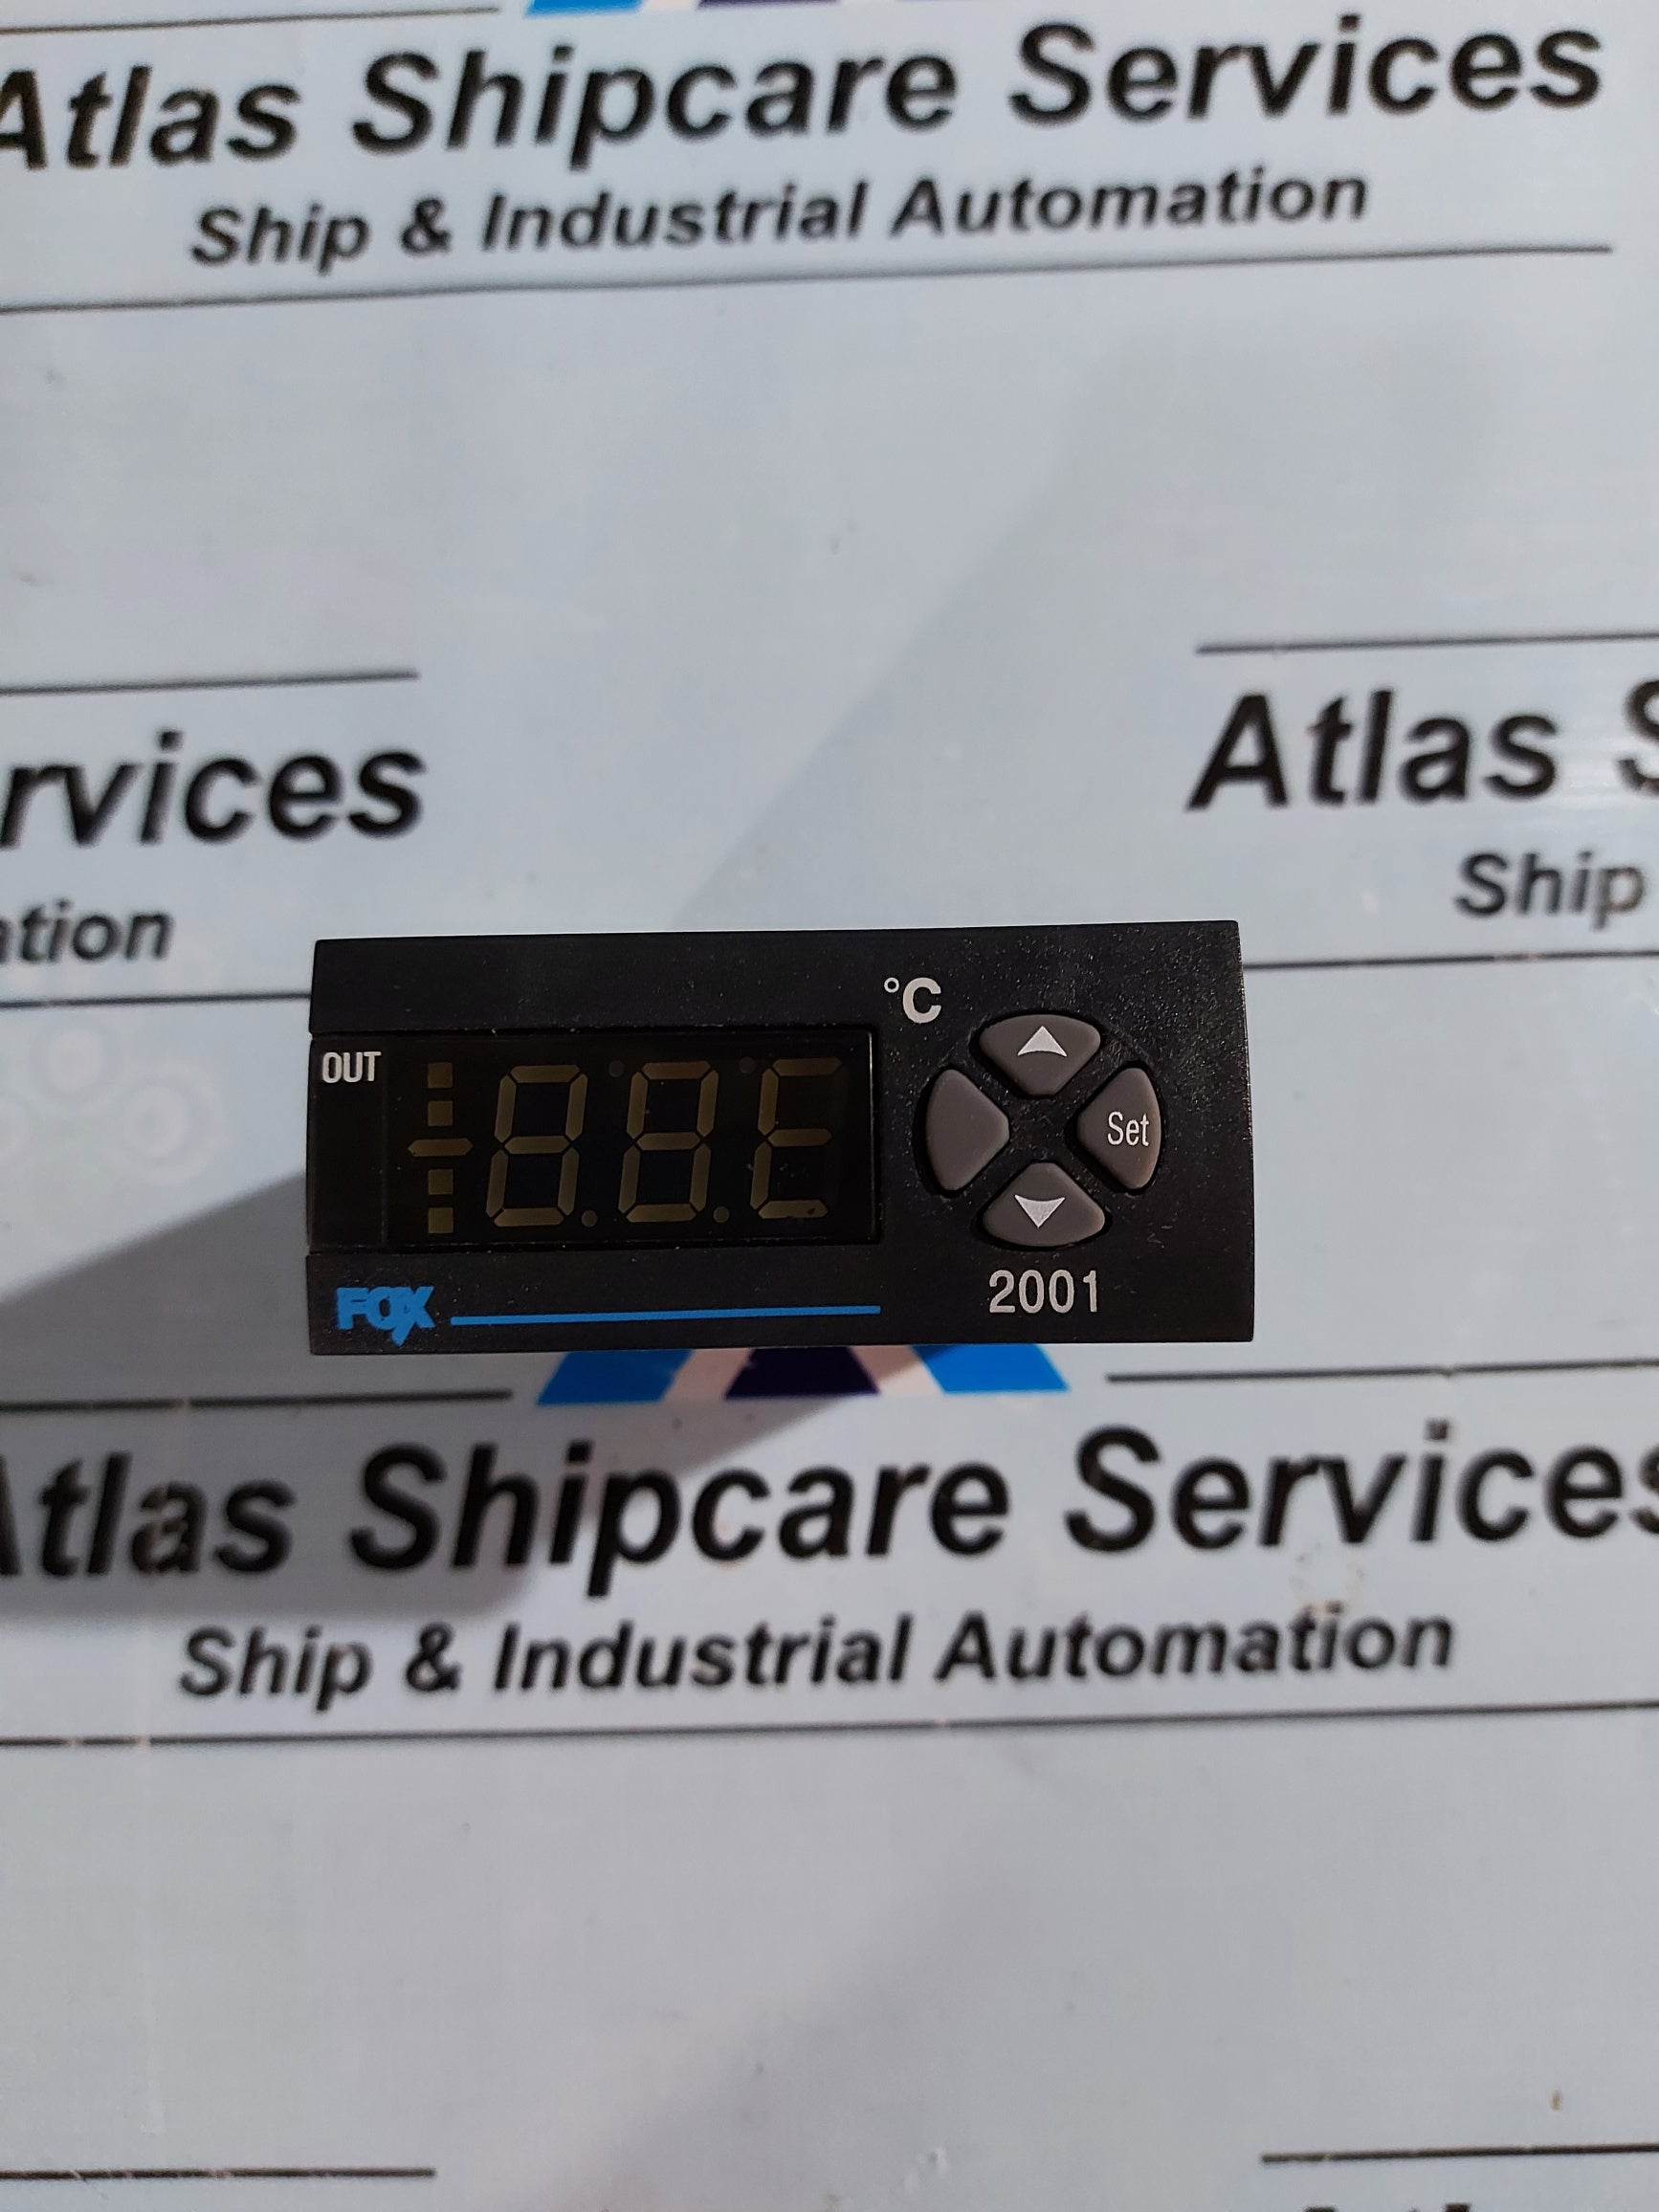 Atlas Shipcare Services
Ship & Industrial Automation
rvices
Atlas S
ation
Ship
°C
OUT
Set
FOX
2001
Atlas Shipcare Services
Ship & Industrial Automation